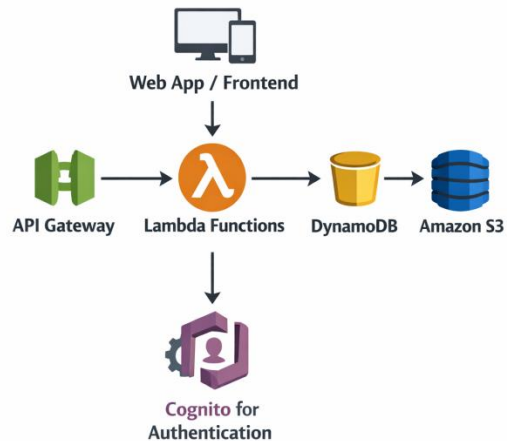 Web App / Frontend
λ
API Gateway
Lambda Functions
DynamoDB
Amazon S3
Cognito for
Authentication